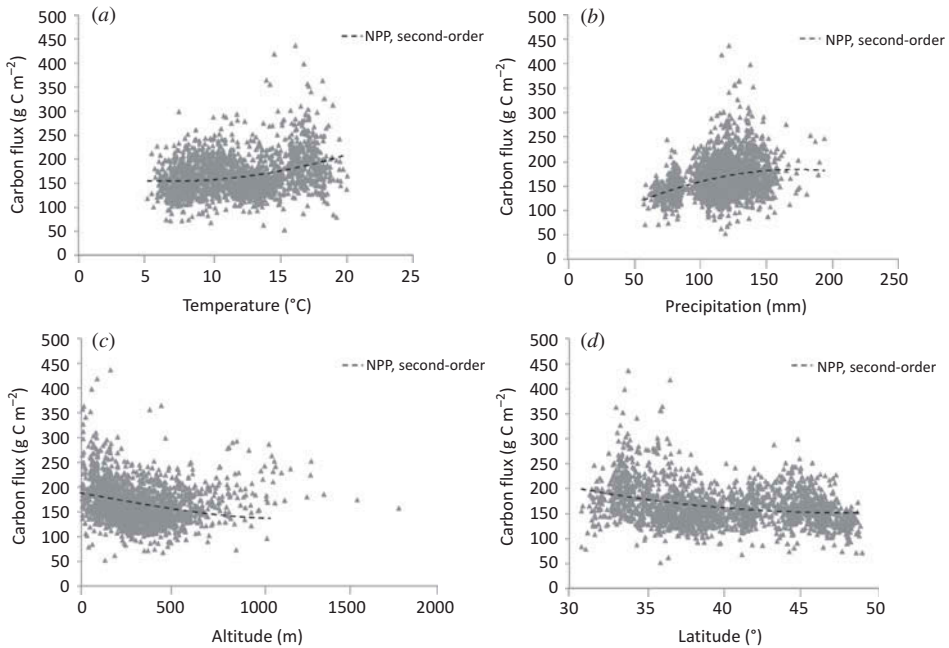 (a)
NPP, second-order
Carbon flux (g C m⁻²)
500
450
400
350
300
250
200
150
100
50
0
0 5 10 15 20 25
Temperature (°C)
(b)
NPP, second-order
Carbon flux (g C m⁻²)
500
450
400
350
300
250
200
150
100
50
0
0 50 100 150 200 250
Precipitation (mm)
(c)
NPP, second-order
Carbon flux (g C m⁻²)
500
450
400
350
300
250
200
150
100
50
0
0 500 1000 1500 2000
Altitude (m)
(d)
NPP, second-order
Carbon flux (g C m⁻²)
500
450
400
350
300
250
200
150
100
50
0
30 35 40 45 50
Latitude (°)